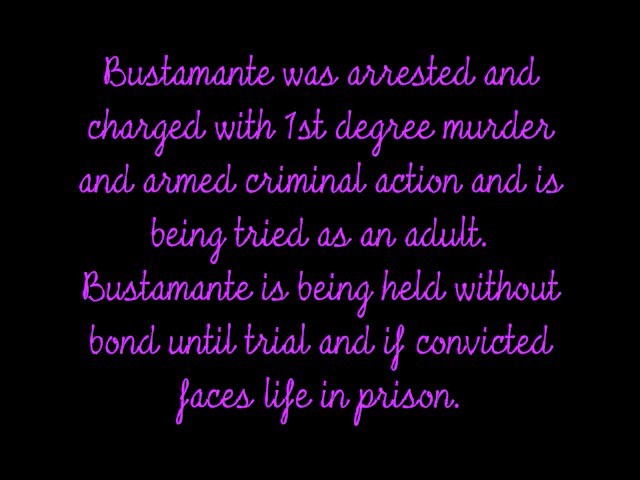 Bustamante was arrested and
charged with 1st degree murder
and armed criminal action and is
being tried as an adult.
Bustamante is being held without
bond until trial and if convicted
faces life in prison.